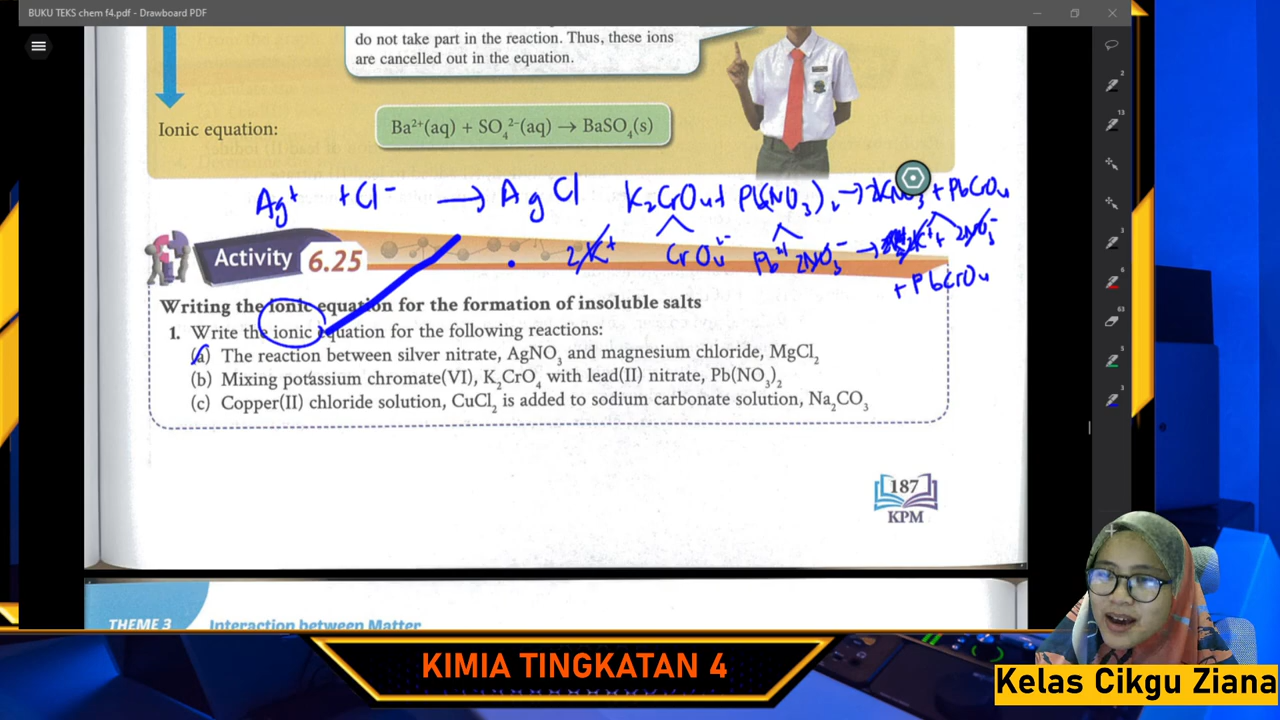 BUKU TEKS chem f4.pdf - Drawboard PDF
do not take part in the reaction. Thus, these ions
are cancelled out in the equation.
Ionic equation:
Ba²⁺(aq) + SO₄²⁻(aq) → BaSO₄(s)
Ag⁺ + Cl⁻ → AgCl
K₂CrO₄ + Pb(NO₃)₂ → 2KNO₃ + PbCrO₄
2K⁺ CrO₄²⁻ Pb²⁺ 2NO₃⁻ → 2K⁺ + 2NO₃⁻
+ PbCrO₄
Activity 6.25
Writing the ionic equation for the formation of insoluble salts
1. Write the ionic equation for the following reactions:
(a) The reaction between silver nitrate, AgNO₃ and magnesium chloride, MgCl₂
(b) Mixing potassium chromate(VI), K₂CrO₄ with lead(II) nitrate, Pb(NO₃)₂
(c) Copper(II) chloride solution, CuCl₂ is added to sodium carbonate solution, Na₂CO₃
187
KPM
THEME 3 Interaction between Matter
KIMIA TINGKATAN 4
Kelas Cikgu Ziana